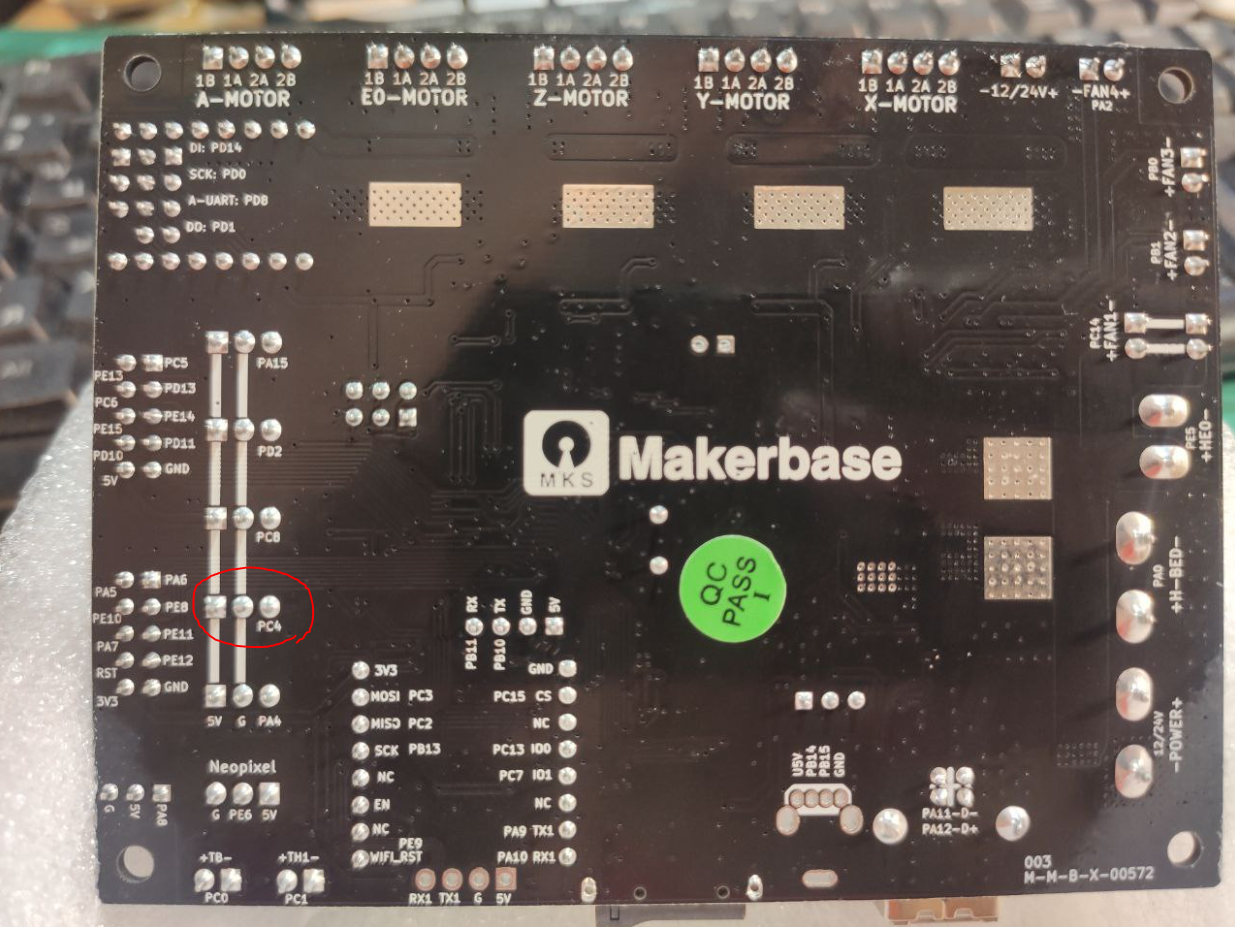 1B 1A 2A 2B
A-MOTOR
1B 1A 2A 2B
E0-MOTOR
1B 1A 2A 2B
Z-MOTOR
1B 1A 2A 2B
Y-MOTOR
1B 1A 2A 2B
X-MOTOR
-12/24V+
-FAN4+
PA2
DI: PD14
SCK: PD0
A-UART: PD8
DO: PD1
PB0
+FAN3-
PB1
+FAN2-
PC14
+FAN1-
PE5
+HE0-
PA0
+H-BED-
12/24V
-POWER+
PC5
PE13
PD13
PC6
PE14
PE15
PD11
PD10
GND
5V
PA15
PD2
PC8
PC4
5V G PA4
PA6
PA5
PE8
PE10
PE11
PA7
PE12
RST
GND
3V3
MKS
Makerbase
QC
PASS
1
RX TX GND 5V
PB11 PB10
3V3
MOSI PC3
MISO PC2
SCK PB13
NC
EN
NC
PE9
WIFI_RST
GND
PC15 CS
NC
PC13 IO0
PC7 IO1
NC
PA9 TX1
PA10 RX1
Neopixel
G PE6 5V
G 5V PA8
+TB-
PC0
+TH1-
PC1
RX1 TX1 G 5V
U5V
PB14
PB15
GND
PA11-D-
PA12-D+
003
M-M-B-X-00572